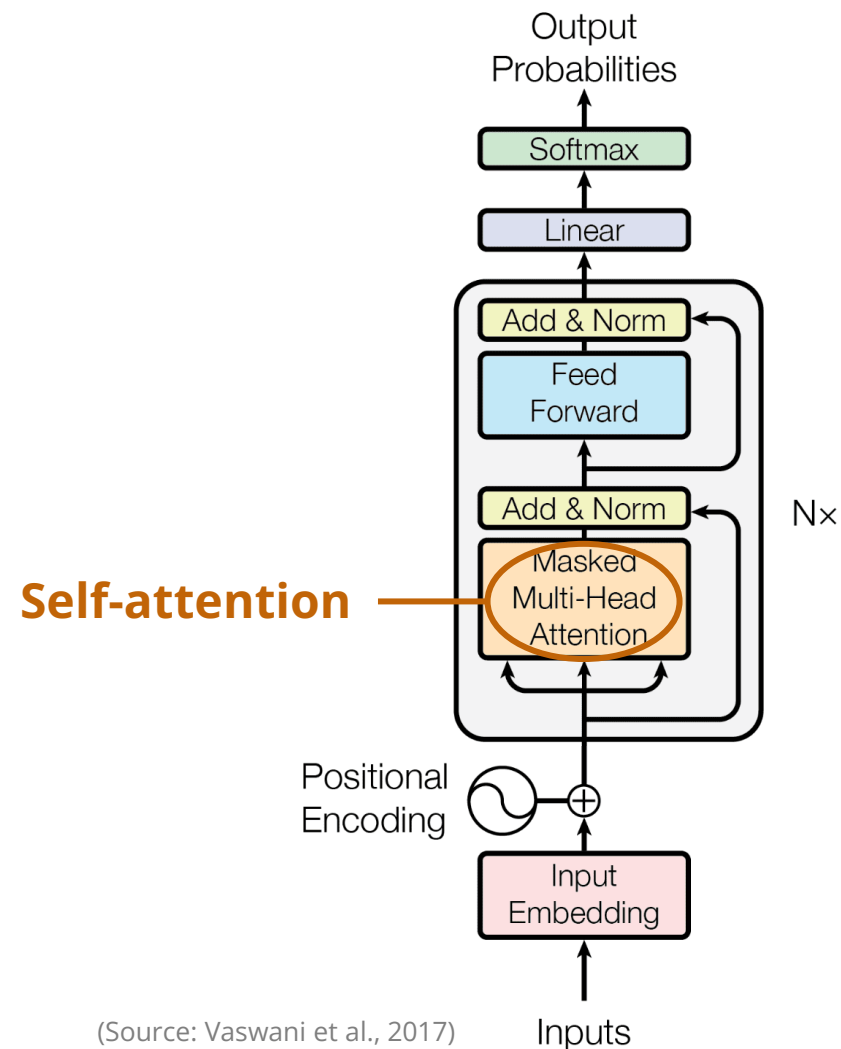 Output
Probabilities
Softmax
Linear
Add & Norm
Feed
Forward
Add & Norm
N×
Masked
Multi-Head
Attention
Self-attention
Positional
Encoding
Input
Embedding
(Source: Vaswani et al., 2017)
Inputs